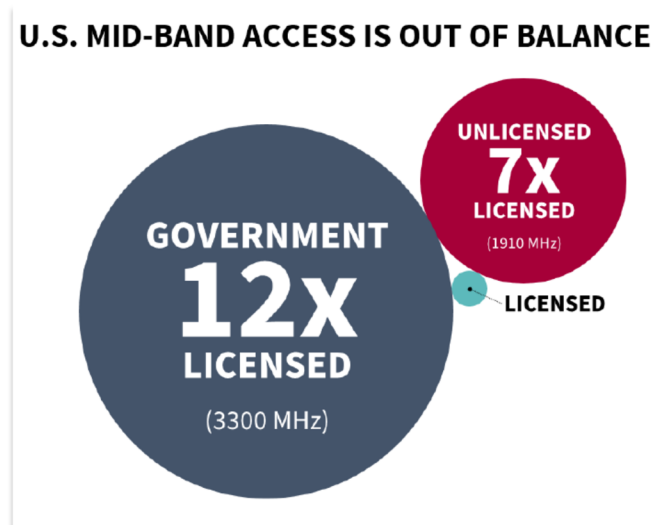 U.S. MID-BAND ACCESS IS OUT OF BALANCE
UNLICENSED
7x
LICENSED
(1910 MHz)
GOVERNMENT
12x
LICENSED
(3300 MHz)
LICENSED